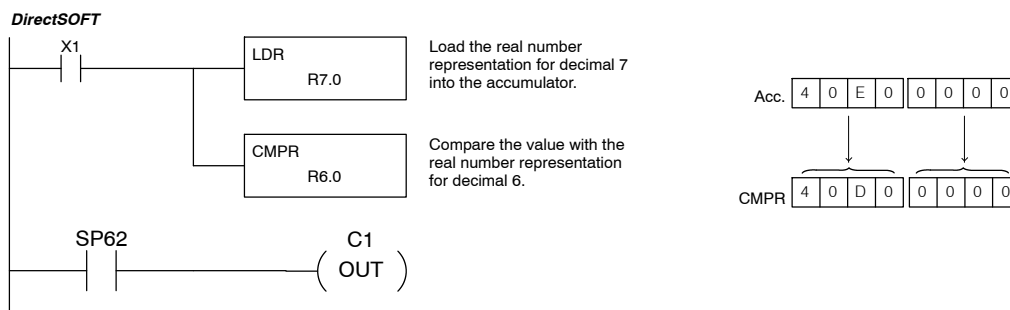 DirectSOFT
X1
LDR
R7.0
Load the real number
representation for decimal 7
into the accumulator.
Acc. 4 0 E 0 0 0 0 0
CMPR
R6.0
Compare the value with the
real number representation
for decimal 6.
CMPR 4 0 D 0 0 0 0 0
SP62
C1
OUT